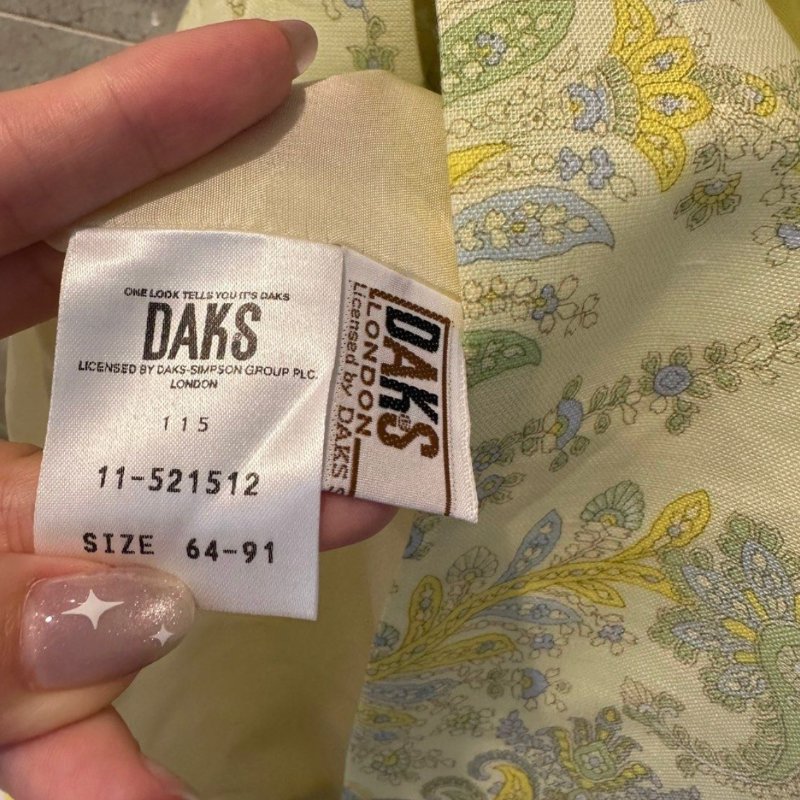 ONE LOOK TELLS YOU IT'S DAKS
DAKS
LICENSED BY DAKS-SIMPSON GROUP PLC.
LONDON
115
11-521512
SIZE 64-91
DAKS
LONDON
Licensed by DAKS S